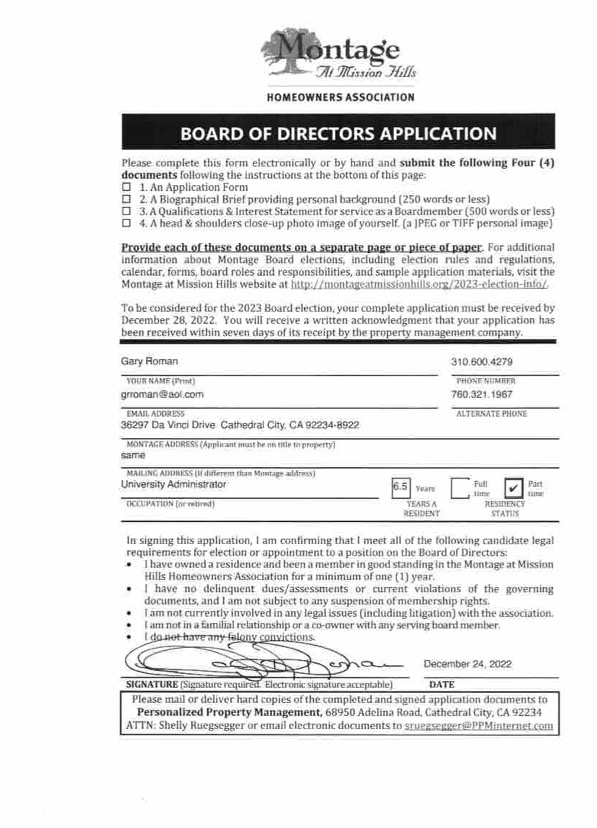 Montage
At Mission Hills
HOMEOWNERS ASSOCIATION
BOARD OF DIRECTORS APPLICATION
Please complete this form electronically or by hand and submit the following Four (4)
documents following the instructions at the bottom of this page:
☐ 1. An Application Form
☐ 2. A Biographical Brief providing personal background (250 words or less)
☐ 3. A Qualifications & Interest Statement for service as a Boardmember (500 words or less)
☐ 4. A head & shoulders close-up photo image of yourself. (a JPEG or TIFF personal image)
Provide each of these documents on a separate page or piece of paper. For additional
information about Montage Board elections, including election rules and regulations,
calendar, forms, board roles and responsibilities, and sample application materials, visit the
Montage at Mission Hills website at http://montageatmissionhills.org/2023-election-info/.
To be considered for the 2023 Board election, your complete application must be received by
December 28, 2022. You will receive a written acknowledgment that your application has
been received within seven days of its receipt by the property management company.
Gary Roman 310.600.4279
YOUR NAME (Print) PHONE NUMBER
grroman@aol.com 760.321.1967
EMAIL ADDRESS ALTERNATE PHONE
36297 Da Vinci Drive Cathedral City, CA 92234-8922
MONTAGE ADDRESS (Applicant must be on title to property)
same
MAILING ADDRESS (If different than Montage address)
University Administrator 6.5 Years ☐ Full time ☑ Part time
OCCUPATION (or retired) YEARS A RESIDENT RESIDENCY STATUS
In signing this application, I am confirming that I meet all of the following candidate legal
requirements for election or appointment to a position on the Board of Directors:
• I have owned a residence and been a member in good standing in the Montage at Mission
Hills Homeowners Association for a minimum of one (1) year.
• I have no delinquent dues/assessments or current violations of the governing
documents, and I am not subject to any suspension of membership rights.
• I am not currently involved in any legal issues (including litigation) with the association.
• I am not in a familial relationship or a co-owner with any serving board member.
• I do not have any felony convictions.
December 24, 2022
SIGNATURE (Signature required. Electronic signature acceptable) DATE
Please mail or deliver hard copies of the completed and signed application documents to
Personalized Property Management, 68950 Adelina Road, Cathedral City, CA 92234
ATTN: Shelly Ruegsegger or email electronic documents to sruegsegger@PPMinternet.com